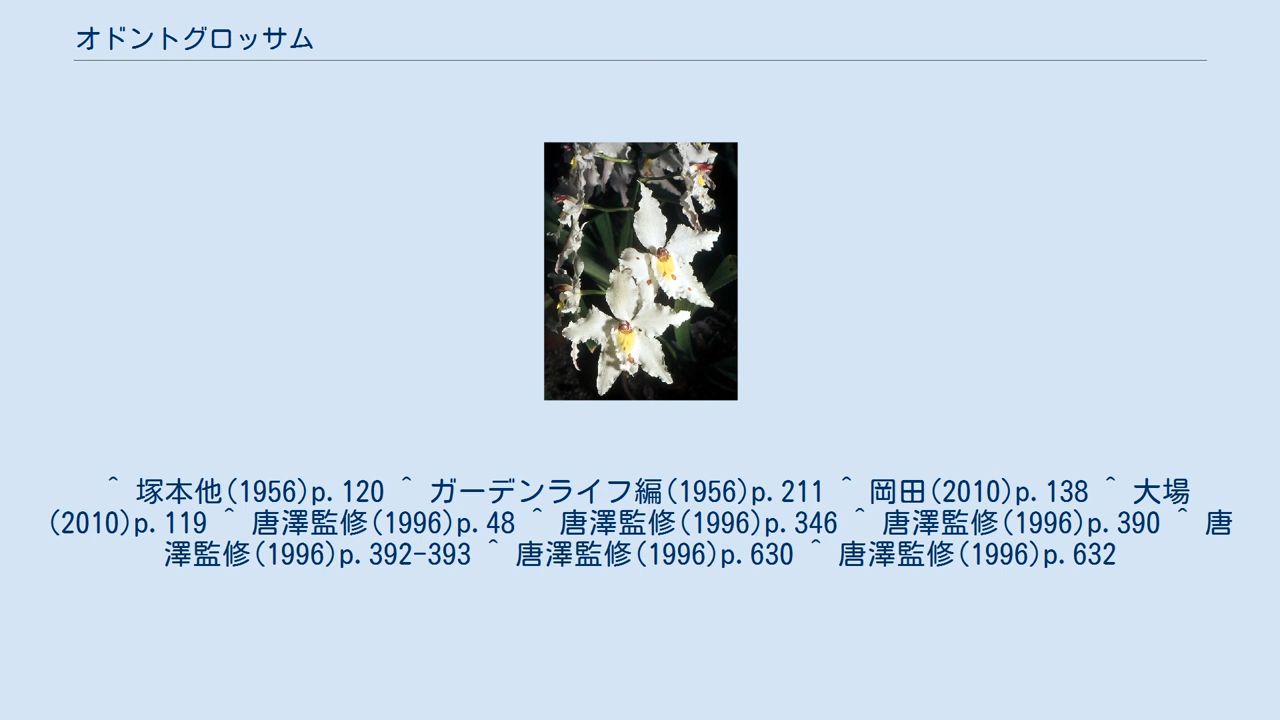 オドントグロッサム
^ 塚本他(1956)p.120 ^ ガーデンライフ編(1956)p.211 ^ 岡田(2010)p.138 ^ 大場
(2010)p.119 ^ 唐澤監修(1996)p.48 ^ 唐澤監修(1996)p.346 ^ 唐澤監修(1996)p.390 ^ 唐
澤監修(1996)p.392-393 ^ 唐澤監修(1996)p.630 ^ 唐澤監修(1996)p.632